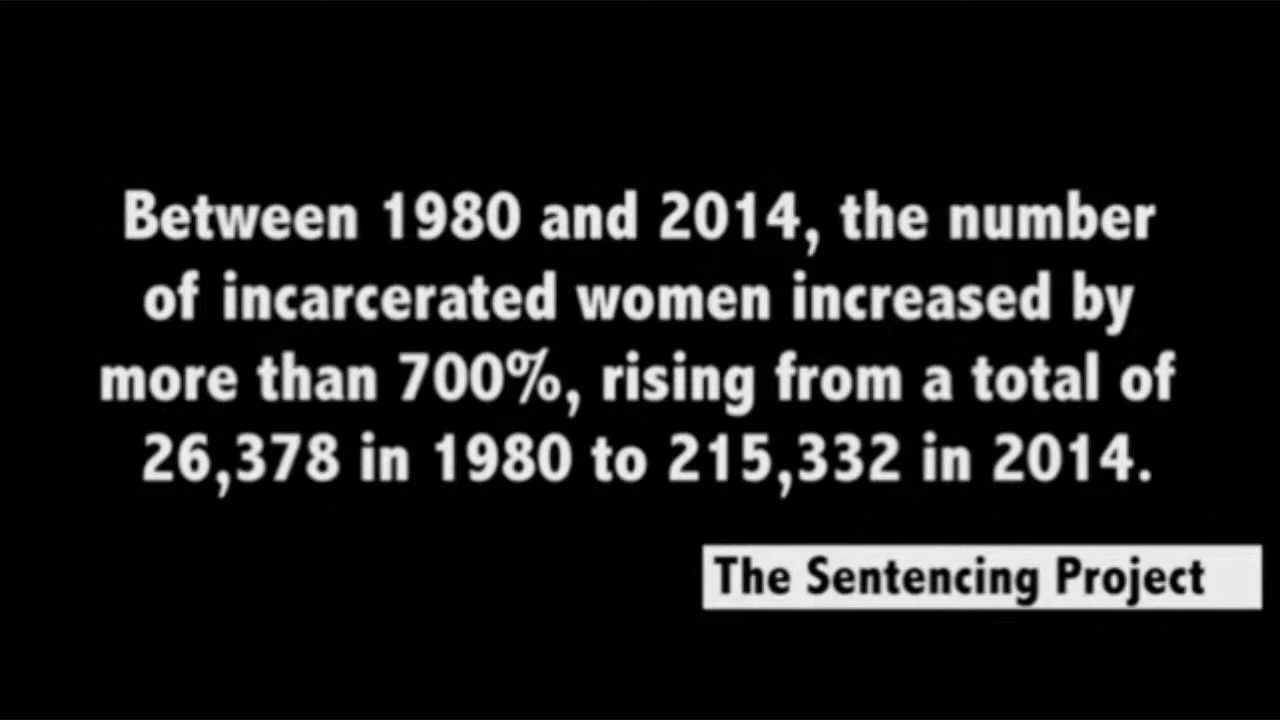 Between 1980 and 2014, the number
of incarcerated women increased by
more than 700%, rising from a total of
26,378 in 1980 to 215,332 in 2014.
The Sentencing Project